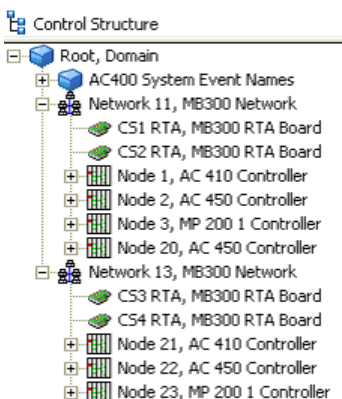 Control Structure
Root, Domain
AC400 System Event Names
Network 11, MB300 Network
CS1 RTA, MB300 RTA Board
CS2 RTA, MB300 RTA Board
Node 1, AC 410 Controller
Node 2, AC 450 Controller
Node 3, MP 200 1 Controller
Node 20, AC 450 Controller
Network 13, MB300 Network
CS3 RTA, MB300 RTA Board
CS4 RTA, MB300 RTA Board
Node 21, AC 410 Controller
Node 22, AC 450 Controller
Node 23, MP 200 1 Controller